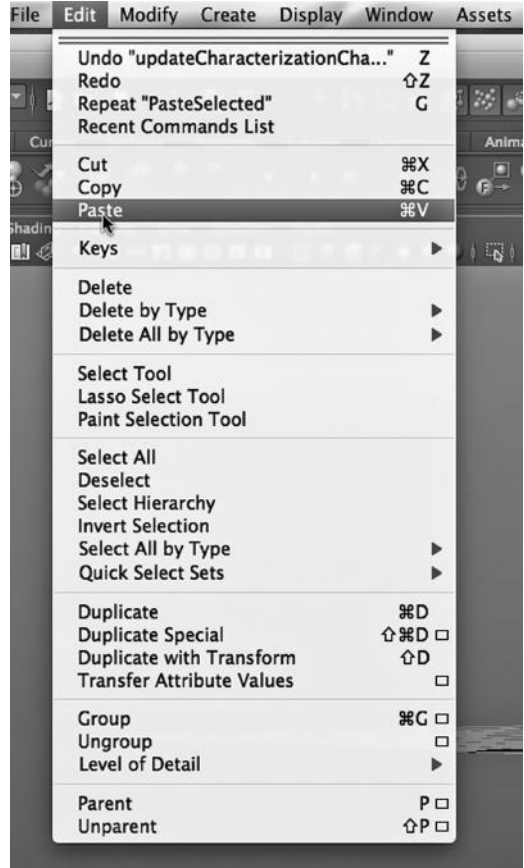 File Edit Modify Create Display Window Assets
Undo "updateCharacterizationCha..." Z
Redo ⇧Z
Repeat "PasteSelected" G
Recent Commands List
Cut ⌘X
Copy ⌘C
Paste ⌘V
Keys ▶
Delete
Delete by Type ▶
Delete All by Type ▶
Select Tool
Lasso Select Tool
Paint Selection Tool
Select All
Deselect
Select Hierarchy
Invert Selection
Select All by Type ▶
Quick Select Sets ▶
Duplicate ⌘D
Duplicate Special ⇧⌘D
Duplicate with Transform ⇧D
Transfer Attribute Values
Group ⌘G
Ungroup
Level of Detail ▶
Parent P
Unparent ⇧P
Cur
Anima
Shadin